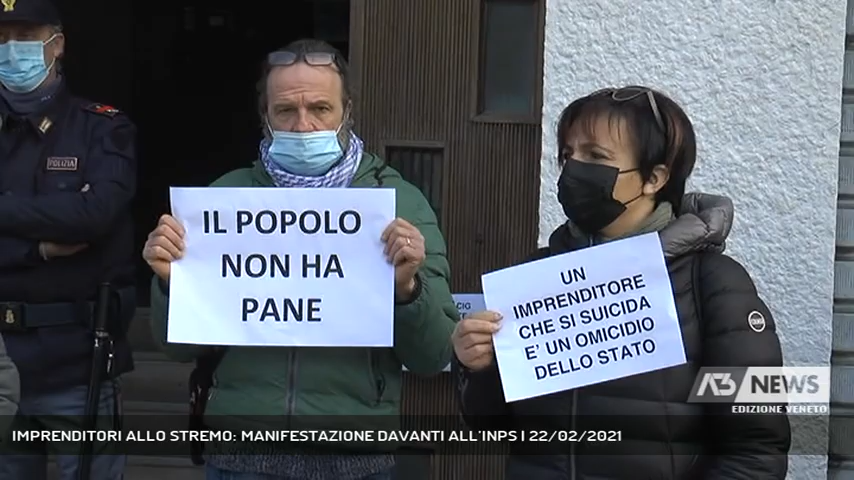 POLIZIA
IL POPOLO
NON HA
PANE
CIG
UN
IMPRENDITORE
CHE SI SUICIDA
E' UN OMICIDIO
DELLO STATO
A3 NEWS
EDIZIONE VENETO
IMPRENDITORI ALLO STREMO: MANIFESTAZIONE DAVANTI ALL'INPS | 22/02/2021